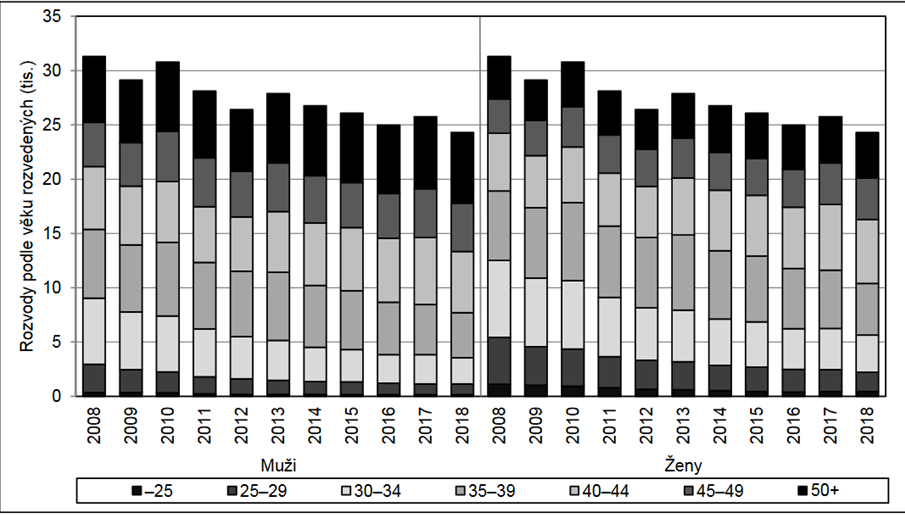 Rozvody podle věku rozvedených (tis.)
35
30
25
20
15
10
5
0
2008 2009 2010 2011 2012 2013 2014 2015 2016 2017 2018 2008 2009 2010 2011 2012 2013 2014 2015 2016 2017 2018
Muži Ženy
–25 25–29 30–34 35–39 40–44 45–49 50+